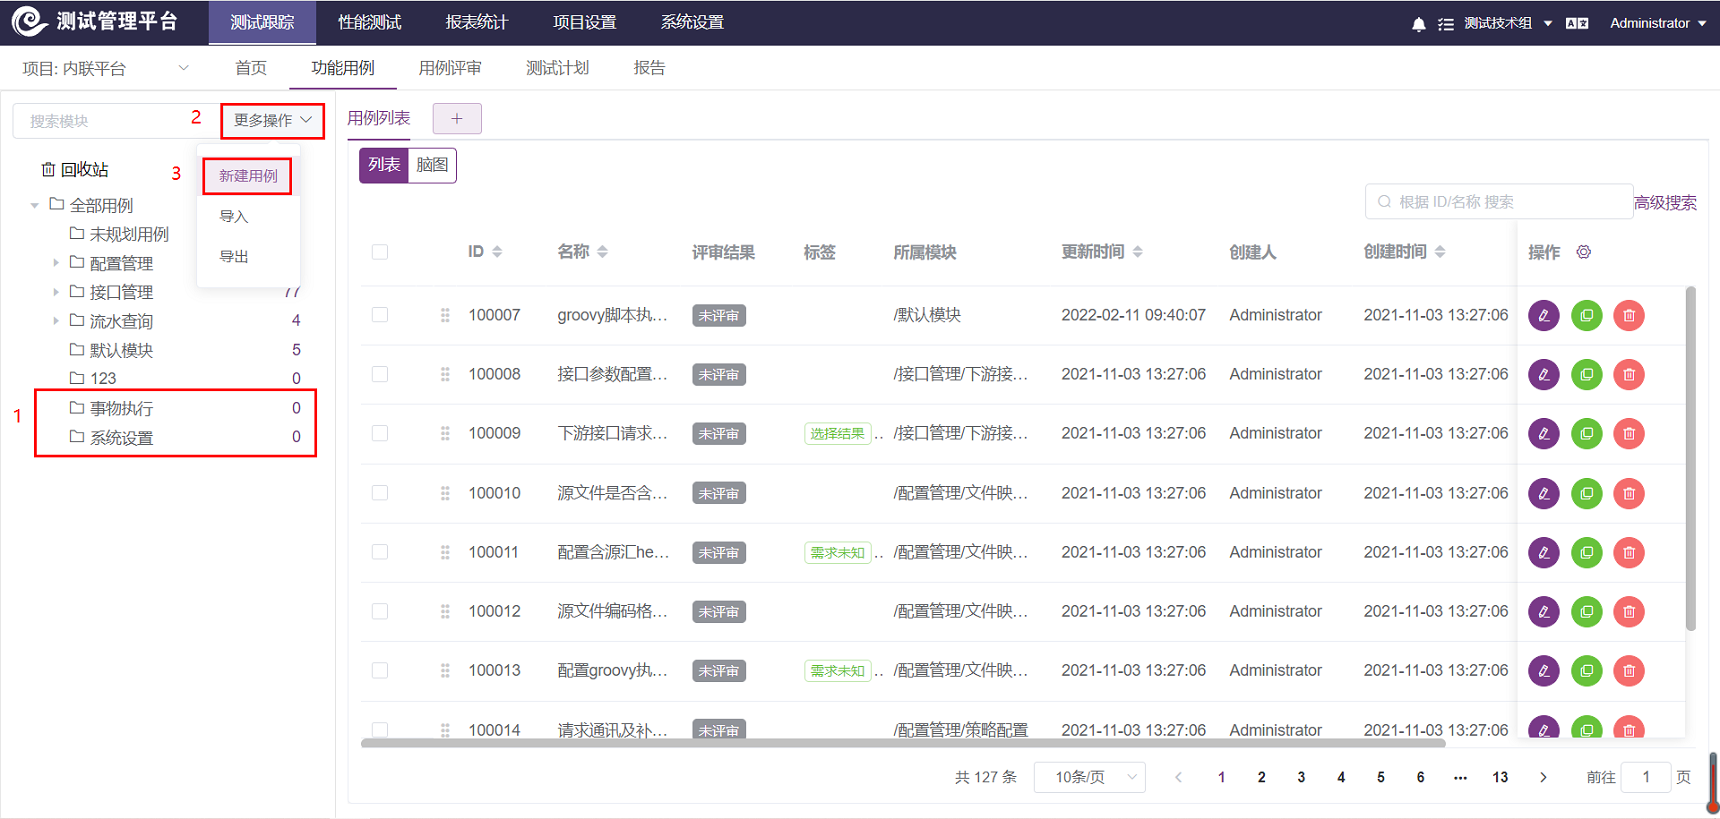 测试管理平台 测试跟踪 性能测试 报表统计 项目设置 系统设置 测试技术组 Administrator
项目: 内联平台 首页 功能用例 用例评审 测试计划 报告
搜索模块 2 更多操作 用例列表 +
3 新建用例
导入
导出
回收站
全部用例
未规划用例
配置管理
接口管理 77
流水查询 4
默认模块 5
123 0
1
事物执行 0
系统设置 0
列表 脑图
根据 ID/名称 搜索 高级搜索
ID 名称 评审结果 标签 所属模块 更新时间 创建人 创建时间 操作
100007 groovy脚本执... 未评审 /默认模块 2022-02-11 09:40:07 Administrator 2021-11-03 13:27:06
100008 接口参数配置... 未评审 /接口管理/下游接... 2021-11-03 13:27:06 Administrator 2021-11-03 13:27:06
100009 下游接口请求... 未评审 选择结果 .. /接口管理/下游接... 2021-11-03 13:27:06 Administrator 2021-11-03 13:27:06
100010 源文件是否含... 未评审 /配置管理/文件映... 2021-11-03 13:27:06 Administrator 2021-11-03 13:27:06
100011 配置含源汇he... 未评审 需求未知 .. /配置管理/文件映... 2021-11-03 13:27:06 Administrator 2021-11-03 13:27:06
100012 源文件编码格... 未评审 /配置管理/文件映... 2021-11-03 13:27:06 Administrator 2021-11-03 13:27:06
100013 配置groovy执... 未评审 需求未知 .. /配置管理/文件映... 2021-11-03 13:27:06 Administrator 2021-11-03 13:27:06
100014 请求通讯及补... 未评审 /配置管理/策略配置 2021-11-03 13:27:06 Administrator 2021-11-03 13:27:06
共 127 条 10条/页 1 2 3 4 5 6 ... 13 前往 1 页